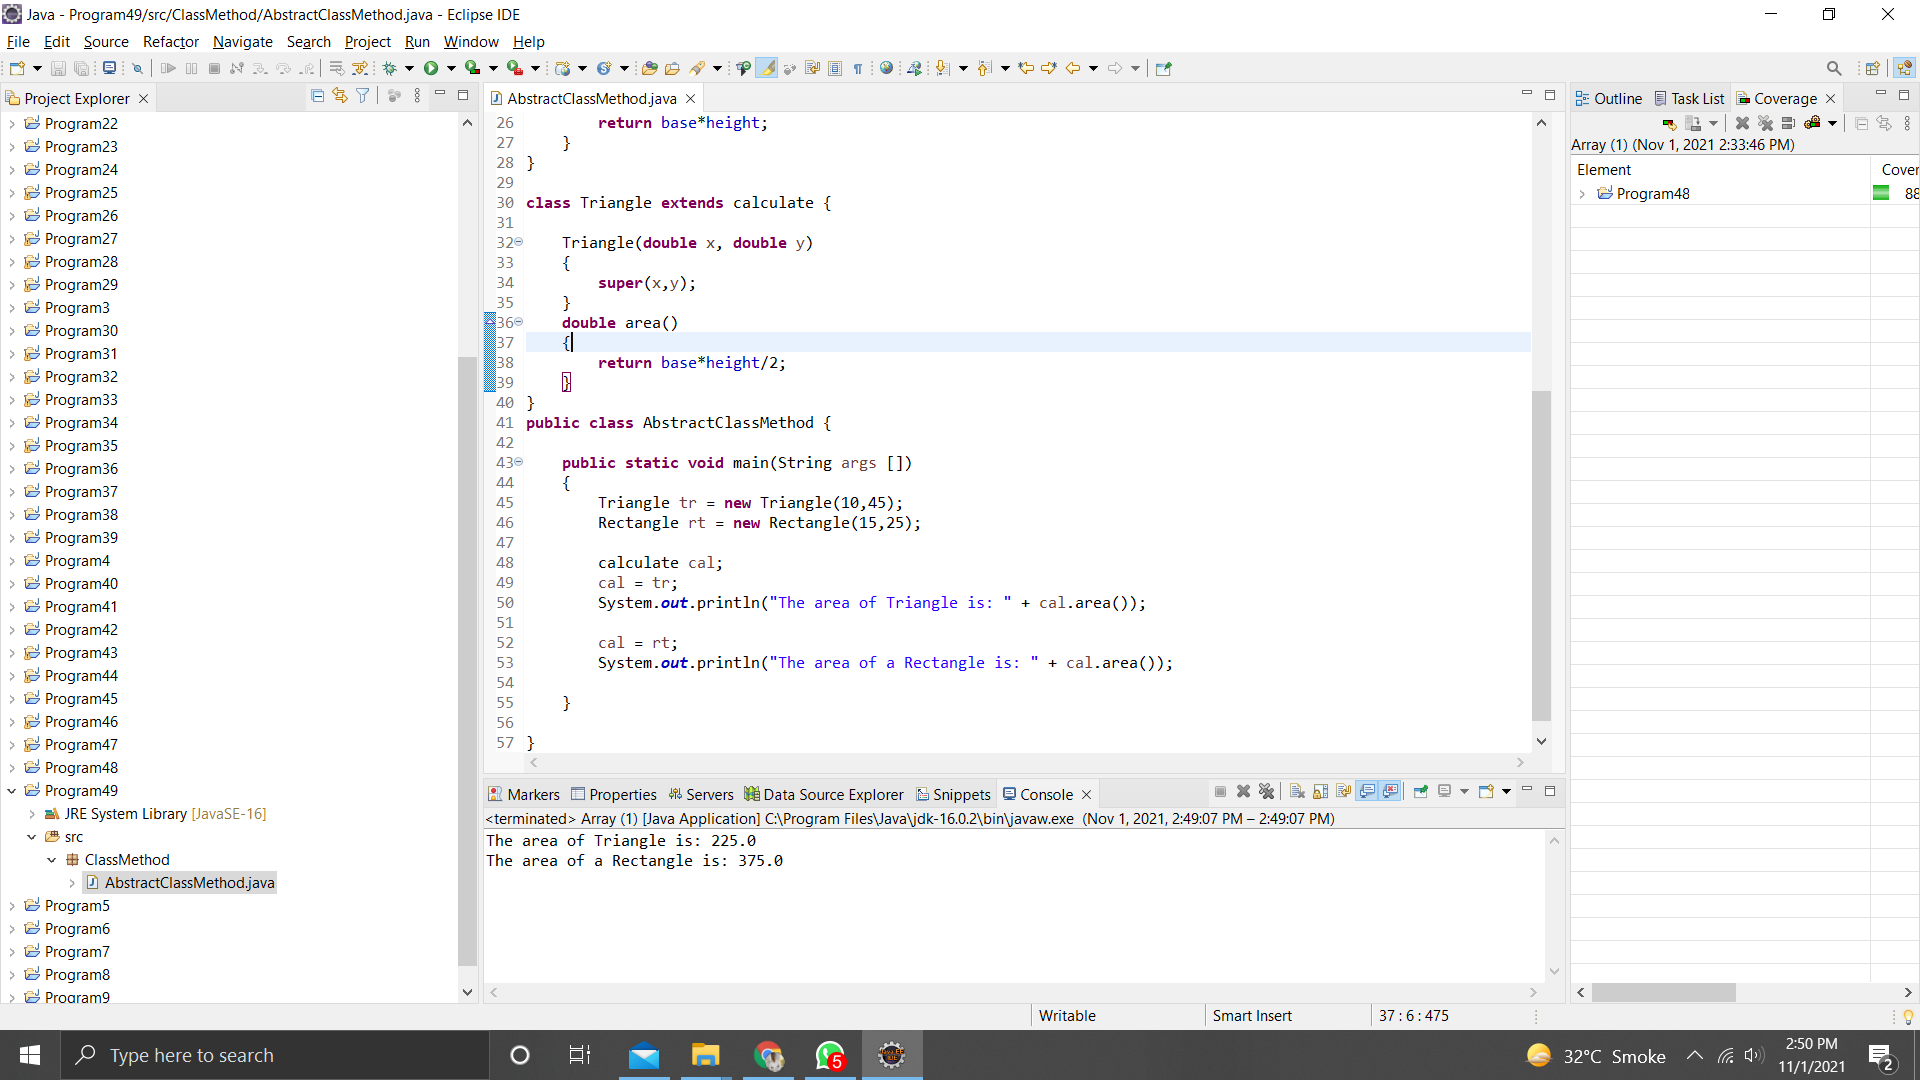 Java - Program49/src/ClassMethod/AbstractClassMethod.java - Eclipse IDE
File Edit Source Refactor Navigate Search Project Run Window Help
Project Explorer
Program22
Program23
Program24
Program25
Program26
Program27
Program28
Program29
Program3
Program30
Program31
Program32
Program33
Program34
Program35
Program36
Program37
Program38
Program39
Program4
Program40
Program41
Program42
Program43
Program44
Program45
Program46
Program47
Program48
Program49
JRE System Library [JavaSE-16]
src
ClassMethod
AbstractClassMethod.java
Program5
Program6
Program7
Program8
Program9
AbstractClassMethod.java
26 return base*height;
27 }
28 }
29
30 class Triangle extends calculate {
31
32 Triangle(double x, double y)
33 {
34 super(x,y);
35 }
36 double area()
37 {
38 return base*height/2;
39 }
40 }
41 public class AbstractClassMethod {
42
43 public static void main(String args [])
44 {
45 Triangle tr = new Triangle(10,45);
46 Rectangle rt = new Rectangle(15,25);
47
48 calculate cal;
49 cal = tr;
50 System.out.println("The area of Triangle is: " + cal.area());
51
52 cal = rt;
53 System.out.println("The area of a Rectangle is: " + cal.area());
54
55 }
56
57 }
Markers Properties Servers Data Source Explorer Snippets Console
<terminated> Array (1) [Java Application] C:\Program Files\Java\jdk-16.0.2\bin\javaw.exe (Nov 1, 2021, 2:49:07 PM – 2:49:07 PM)
The area of Triangle is: 225.0
The area of a Rectangle is: 375.0
Outline Task List Coverage
Array (1) (Nov 1, 2021 2:33:46 PM)
Element Cover
Program48 88
Writable Smart Insert 37 : 6 : 475
Type here to search
5
32°C Smoke
2:50 PM
11/1/2021
2